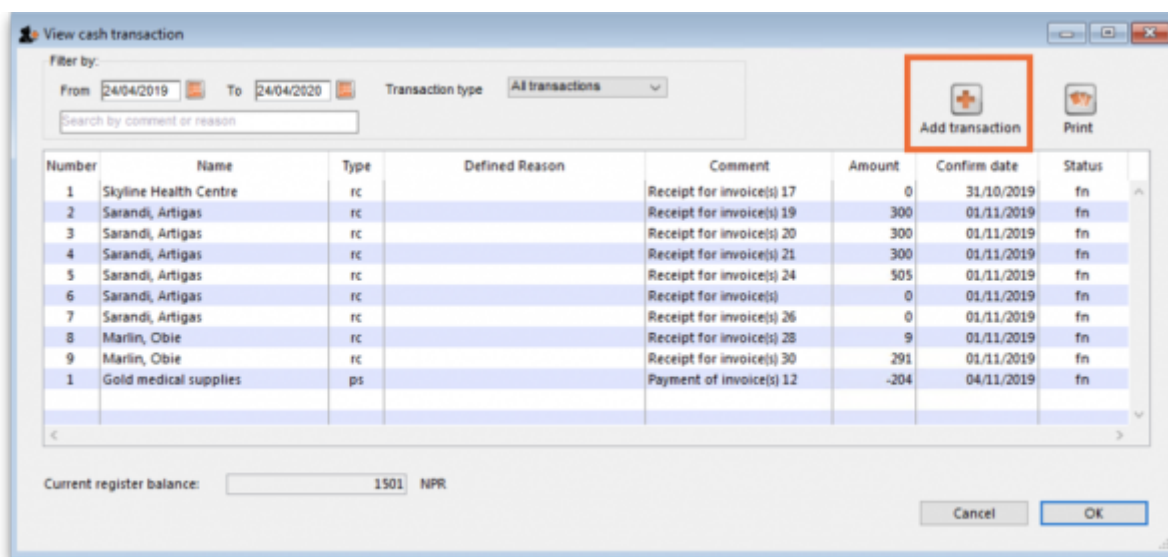 View cash transaction
Filter by:
From 24/04/2019 To 24/04/2020 Transaction type All transactions
Search by comment or reason
Add transaction Print
Number Name Type Defined Reason Comment Amount Confirm date Status
1 Skyline Health Centre rc Receipt for invoice(s) 17 0 31/10/2019 fn
2 Sarandi, Artigas rc Receipt for invoice(s) 19 300 01/11/2019 fn
3 Sarandi, Artigas rc Receipt for invoice(s) 20 300 01/11/2019 fn
4 Sarandi, Artigas rc Receipt for invoice(s) 21 300 01/11/2019 fn
5 Sarandi, Artigas rc Receipt for invoice(s) 24 505 01/11/2019 fn
6 Sarandi, Artigas rc Receipt for invoice(s) 0 01/11/2019 fn
7 Sarandi, Artigas rc Receipt for invoice(s) 26 0 01/11/2019 fn
8 Marlin, Obie rc Receipt for invoice(s) 28 9 01/11/2019 fn
9 Marlin, Obie rc Receipt for invoice(s) 30 291 01/11/2019 fn
1 Gold medical supplies ps Payment of invoice(s) 12 -204 04/11/2019 fn
Current register balance: 1501 NPR
Cancel OK